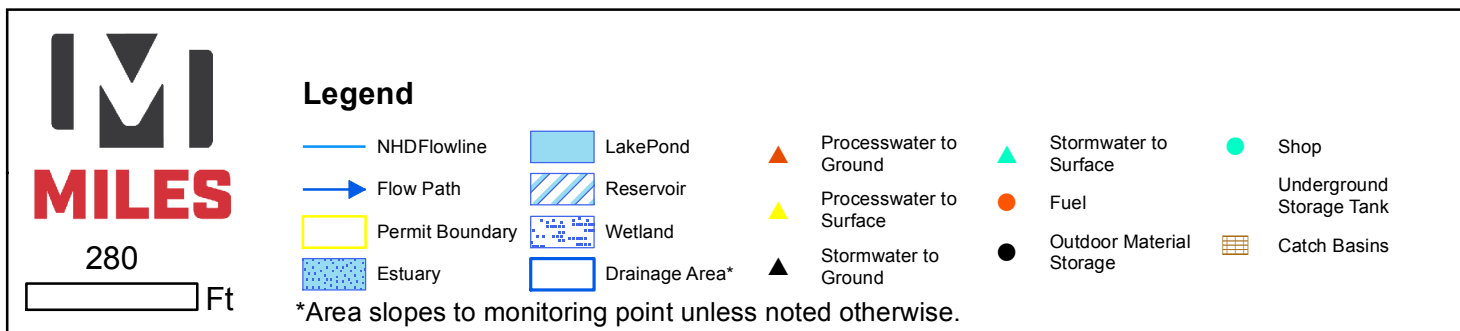 MILES
280
Ft
Legend
NHDFlowline
Flow Path
Permit Boundary
Estuary
LakePond
Reservoir
Wetland
Drainage Area*
Processwater to
Ground
Processwater to
Surface
Stormwater to
Ground
Stormwater to
Surface
Fuel
Outdoor Material
Storage
Shop
Underground
Storage Tank
Catch Basins
*Area slopes to monitoring point unless noted otherwise.